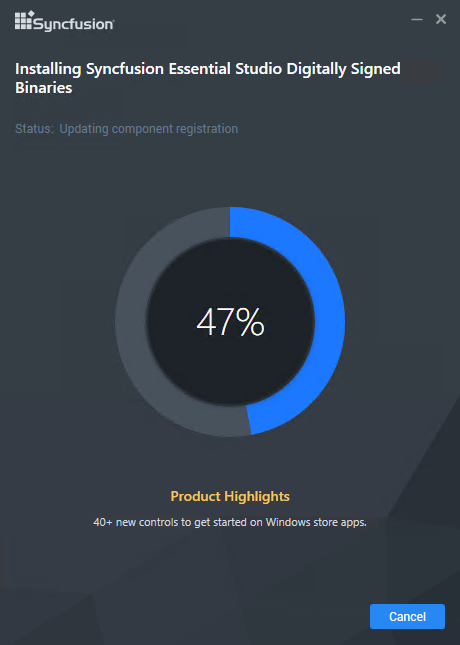 Syncfusion
Installing Syncfusion Essential Studio Digitally Signed
Binaries
Status: Updating component registration
47%
Product Highlights
40+ new controls to get started on Windows store apps.
Cancel